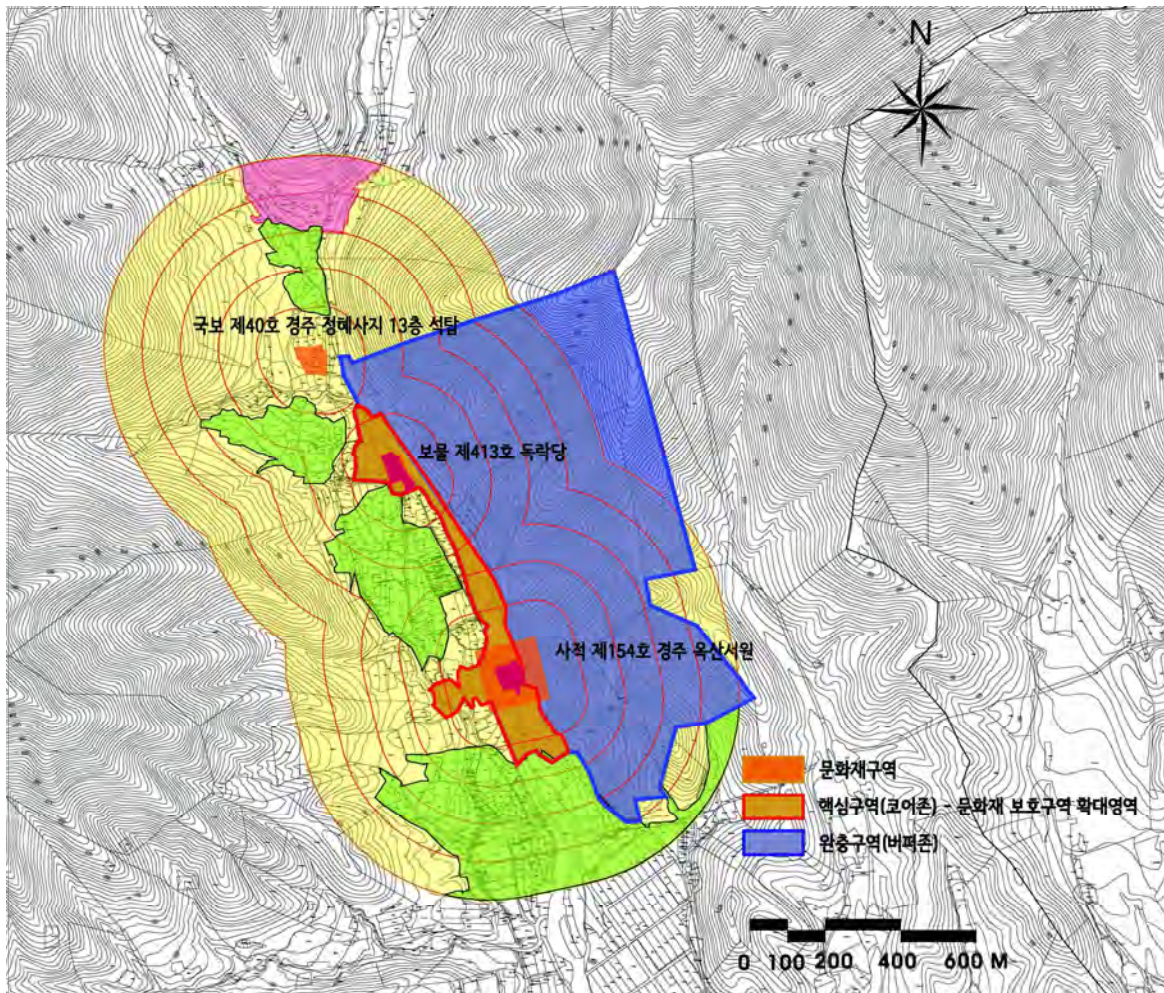 N
국보 제40호 경주 정혜사지 13층 석탑
보물 제413호 독락당
사적 제154호 경주 옥산서원
문화재구역
핵심구역(코어존) - 문화재 보호구역 확대영역
완충구역(버퍼존)
0 100 200 400 600 M